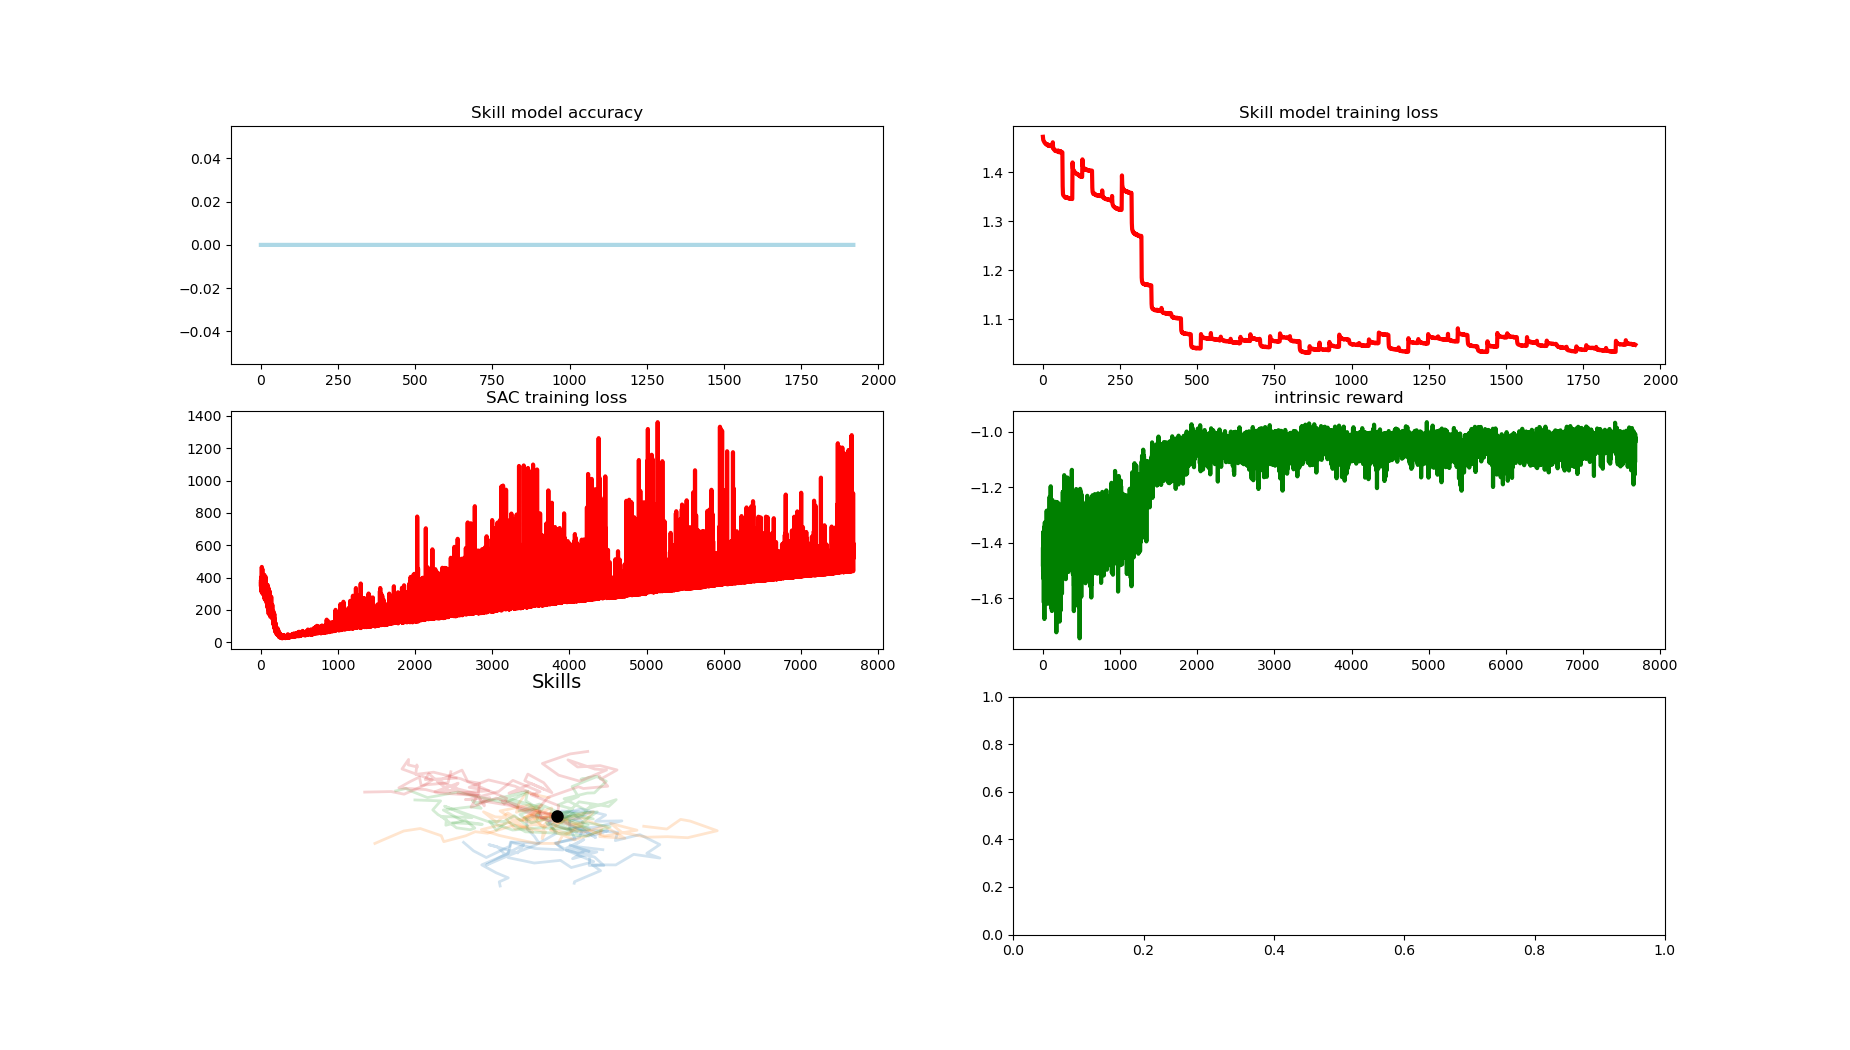 Skill model accuracy
0.04
0.02
0.00
−0.02
−0.04
0 250 500 750 1000 1250 1500 1750 2000
Skill model training loss
1.4
1.3
1.2
1.1
0 250 500 750 1000 1250 1500 1750 2000
SAC training loss
1400
1200
1000
800
600
400
200
0
0 1000 2000 3000 4000 5000 6000 7000 8000
intrinsic reward
−1.0
−1.2
−1.4
−1.6
0 1000 2000 3000 4000 5000 6000 7000 8000
Skills
1.0
0.8
0.6
0.4
0.2
0.0
0.0 0.2 0.4 0.6 0.8 1.0